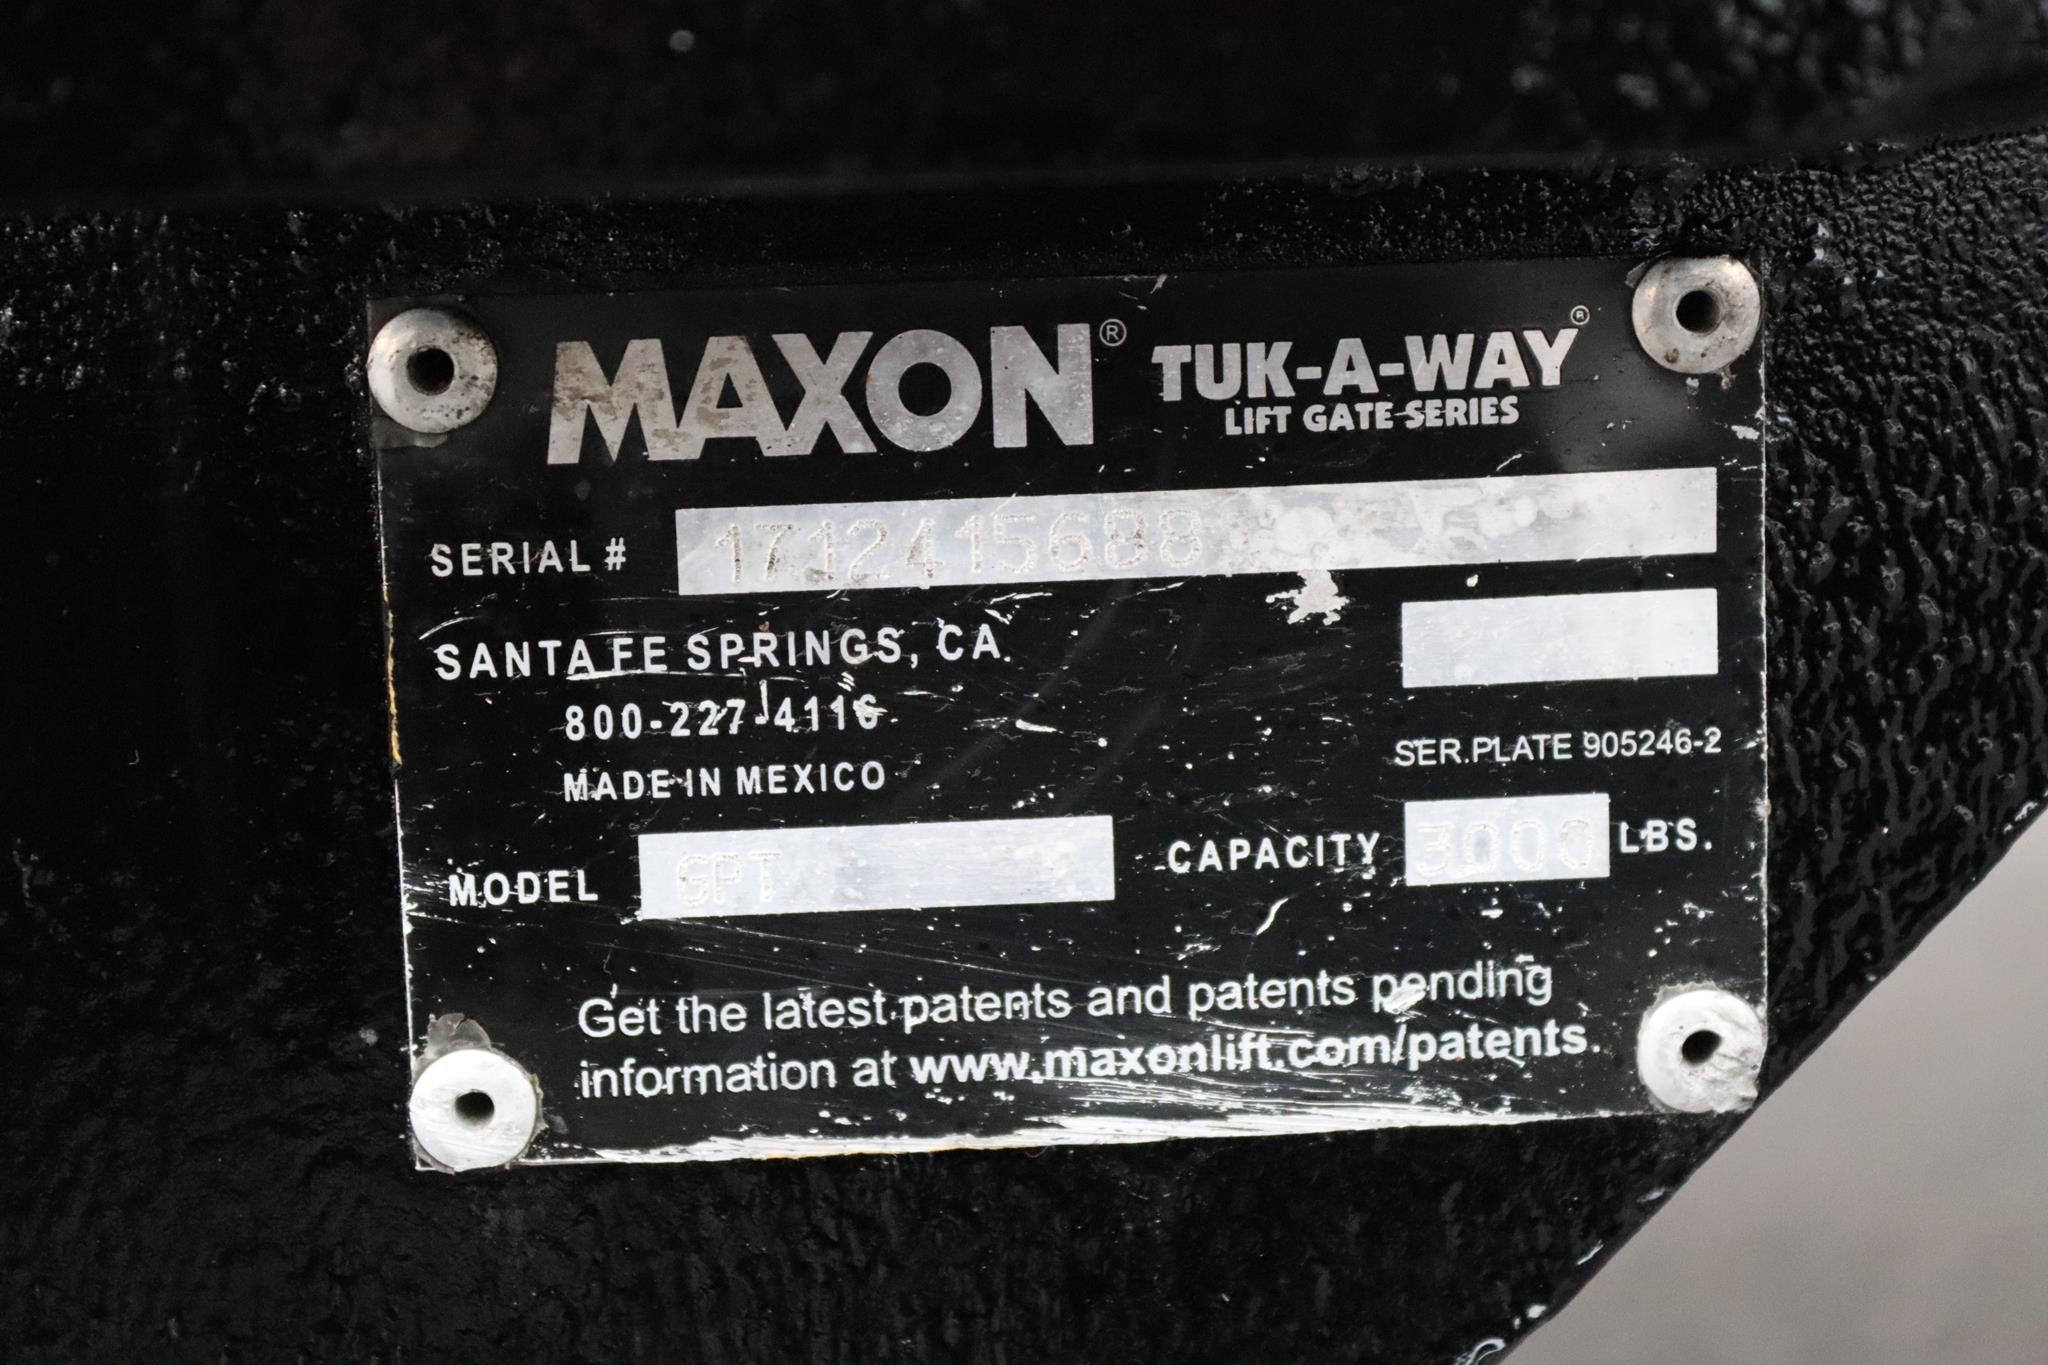 MAXON® TUK-A-WAY®
LIFT GATE SERIES
SERIAL # 1712415688
SANTA FE SPRINGS, CA.
800-227-4116
SER.PLATE 905246-2
MADE IN MEXICO
MODEL GPT CAPACITY 3000 LBS.
Get the latest patents and patents pending
information at www.maxonlift.com/patents.